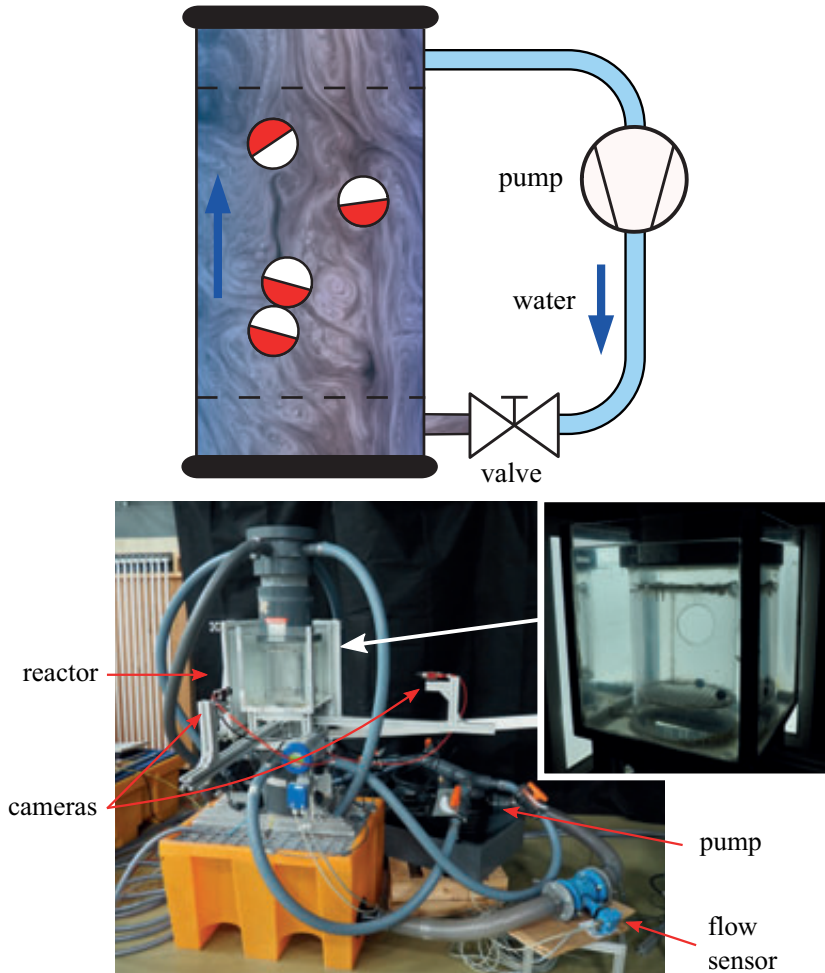 pump
water
valve
reactor
cameras
pump
flow
sensor